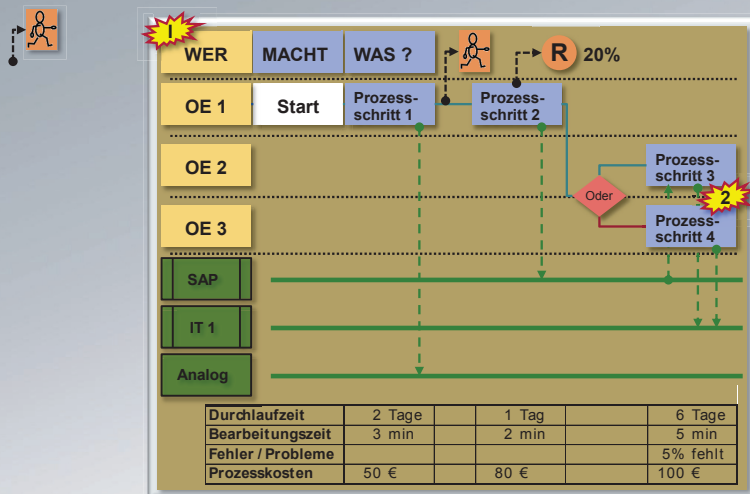 I
WER MACHT WAS ?
R 20%
OE 1 Start Prozess-
schritt 1
Prozess-
schritt 2
OE 2
Prozess-
schritt 3
Oder
2
OE 3
Prozess-
schritt 4
SAP
IT 1
Analog
Durchlaufzeit 2 Tage 1 Tag 6 Tage
Bearbeitungszeit 3 min 2 min 5 min
Fehler / Probleme 5% fehlt
Prozesskosten 50 € 80 € 100 €